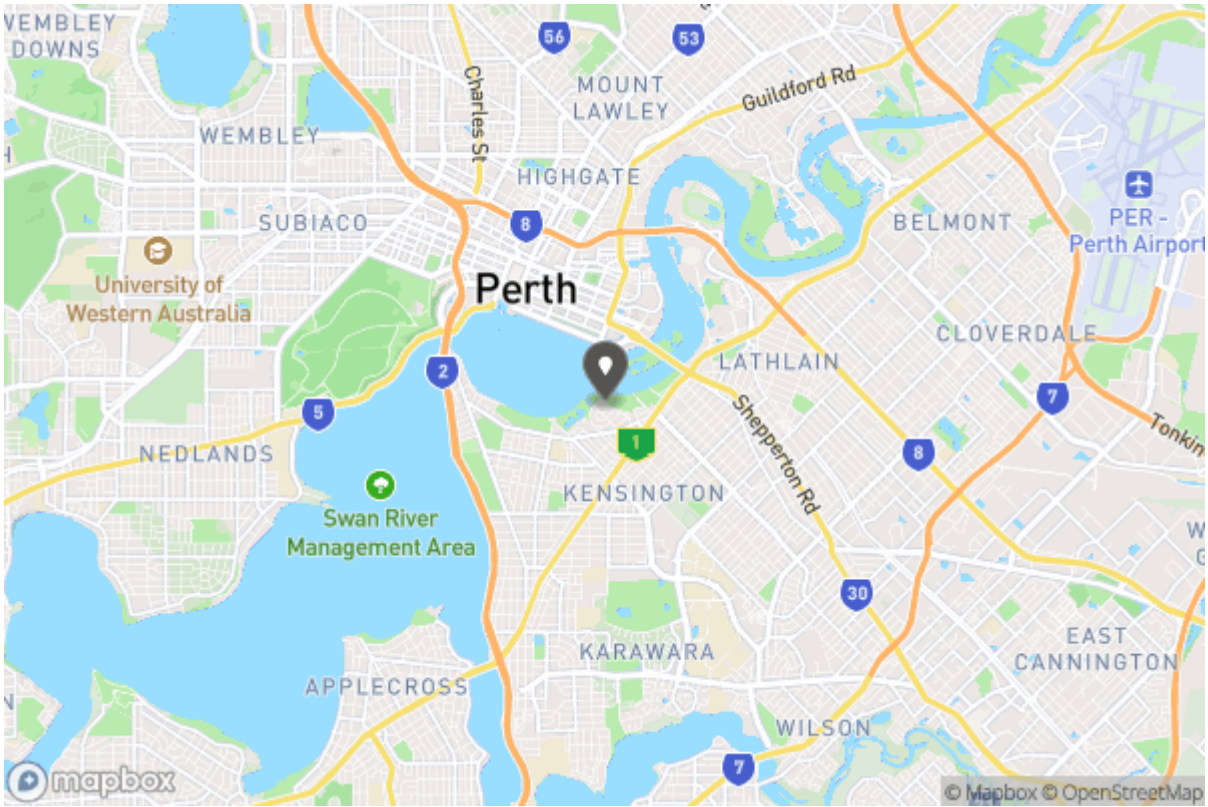 WEMBLEY
DOWNS
56
53
MOUNT
LAWLEY
Guildford Rd
Charles St
WEMBLEY
HIGHGATE
SUBIACO
8
BELMONT
PER -
Perth Airport
University of
Western Australia
Perth
CLOVERDALE
LATHLAIN
2
7
5
Shepperton Rd
Tonkin
NEDLANDS
1
8
KENSINGTON
Swan River
Management Area
30
W
G
KARAWARA
EAST
CANNINGTON
APPLECROSS
N
WILSON
7
mapbox
© Mapbox © OpenStreetMap